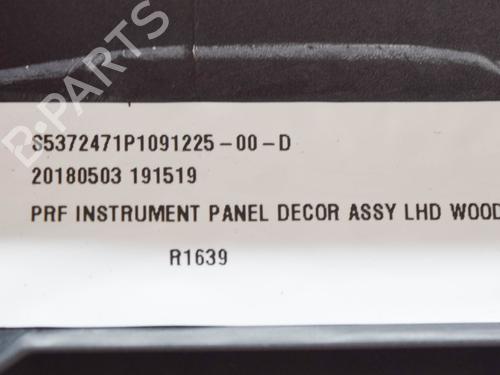 S5372471P1091225-00-D
20180503 191519
PRF INSTRUMENT PANEL DECOR ASSY LHD WOOD
R1639
B-PARTS